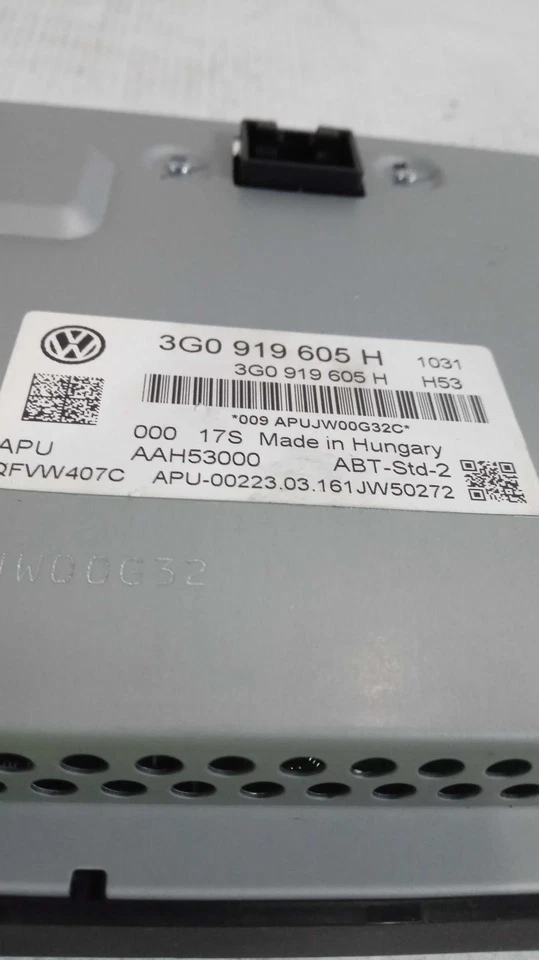 3G0 919 605 H 1031
3G0 919 605 H H53
*009 APUJW00G32C*
000 17S Made in Hungary
APU AAH53000 ABT-Std-2
QFVW407C APU-00223.03.161JW50272
JW00G32